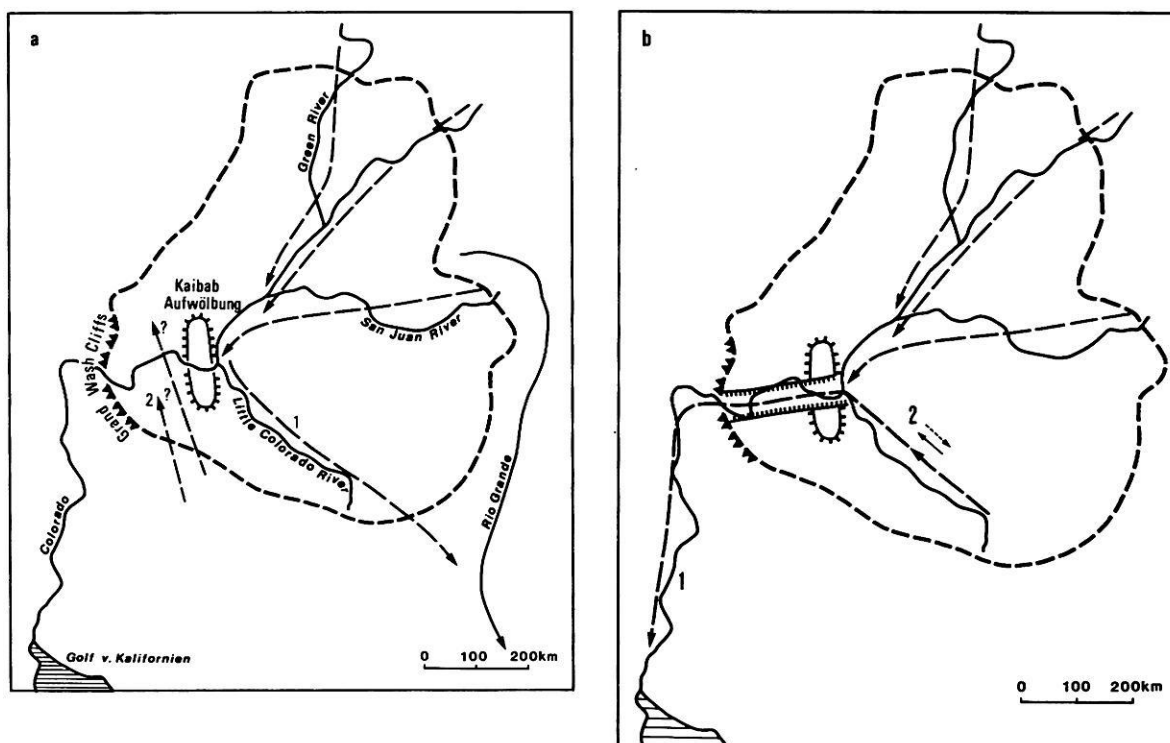 a
Green River
Kaibab
Aufwölbung
San Juan River
Grand Wash Cliffs
?
2
?
1
Little Colorado River
Rio Grande
Colorado
Golf v. Kalifornien
0 100 200km
b
2
1
0 100 200km